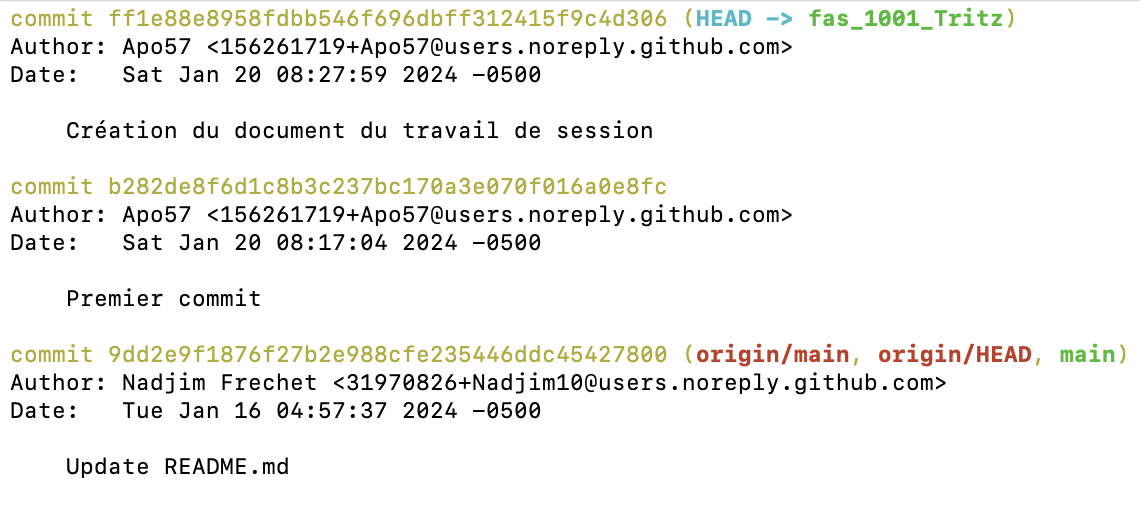 commit ff1e88e8958fdbb546f696dbff312415f9c4d306 (HEAD -> fas_1001_Tritz)
Author: Apo57 <156261719+Apo57@users.noreply.github.com>
Date:   Sat Jan 20 08:27:59 2024 -0500
Création du document du travail de session
commit b282de8f6d1c8b3c237bc170a3e070f016a0e8fc
Author: Apo57 <156261719+Apo57@users.noreply.github.com>
Date:   Sat Jan 20 08:17:04 2024 -0500
Premier commit
commit 9dd2e9f1876f27b2e988cfe235446ddc45427800 (origin/main, origin/HEAD, main)
Author: Nadjim Frechet <31970826+Nadjim10@users.noreply.github.com>
Date:   Tue Jan 16 04:57:37 2024 -0500
Update README.md